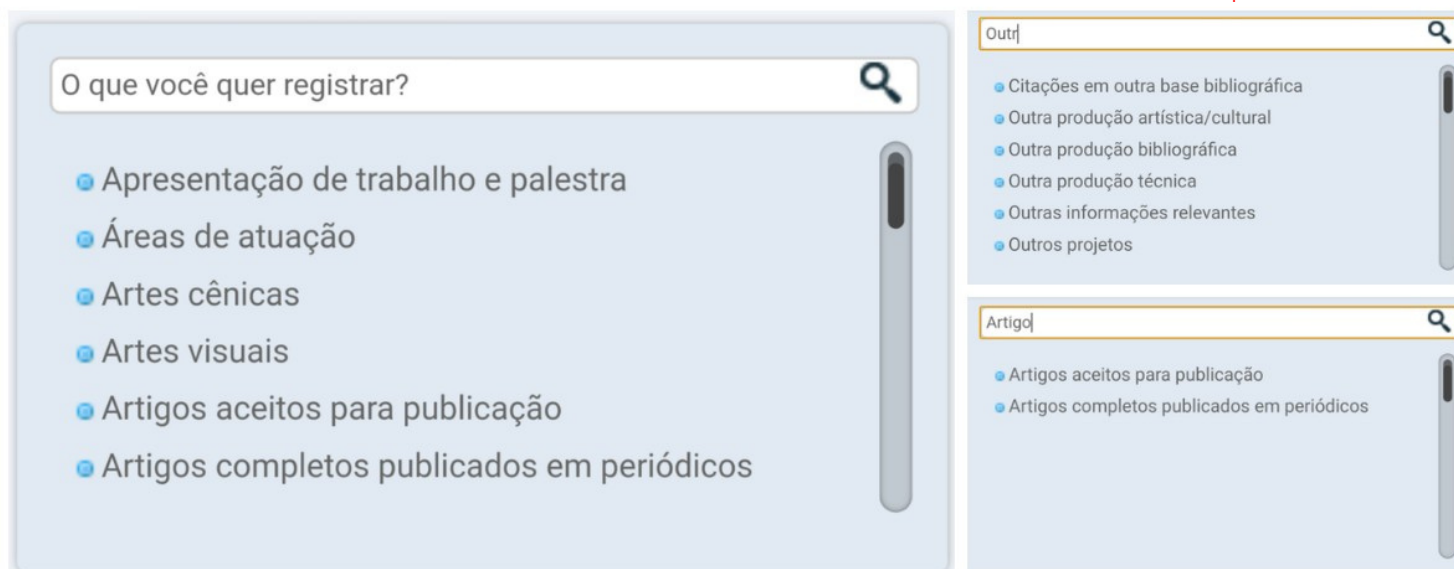 O que você quer registrar?
Apresentação de trabalho e palestra
Áreas de atuação
Artes cênicas
Artes visuais
Artigos aceitos para publicação
Artigos completos publicados em periódicos
Outr
Citações em outra base bibliográfica
Outra produção artística/cultural
Outra produção bibliográfica
Outra produção técnica
Outras informações relevantes
Outros projetos
Artigo
Artigos aceitos para publicação
Artigos completos publicados em periódicos